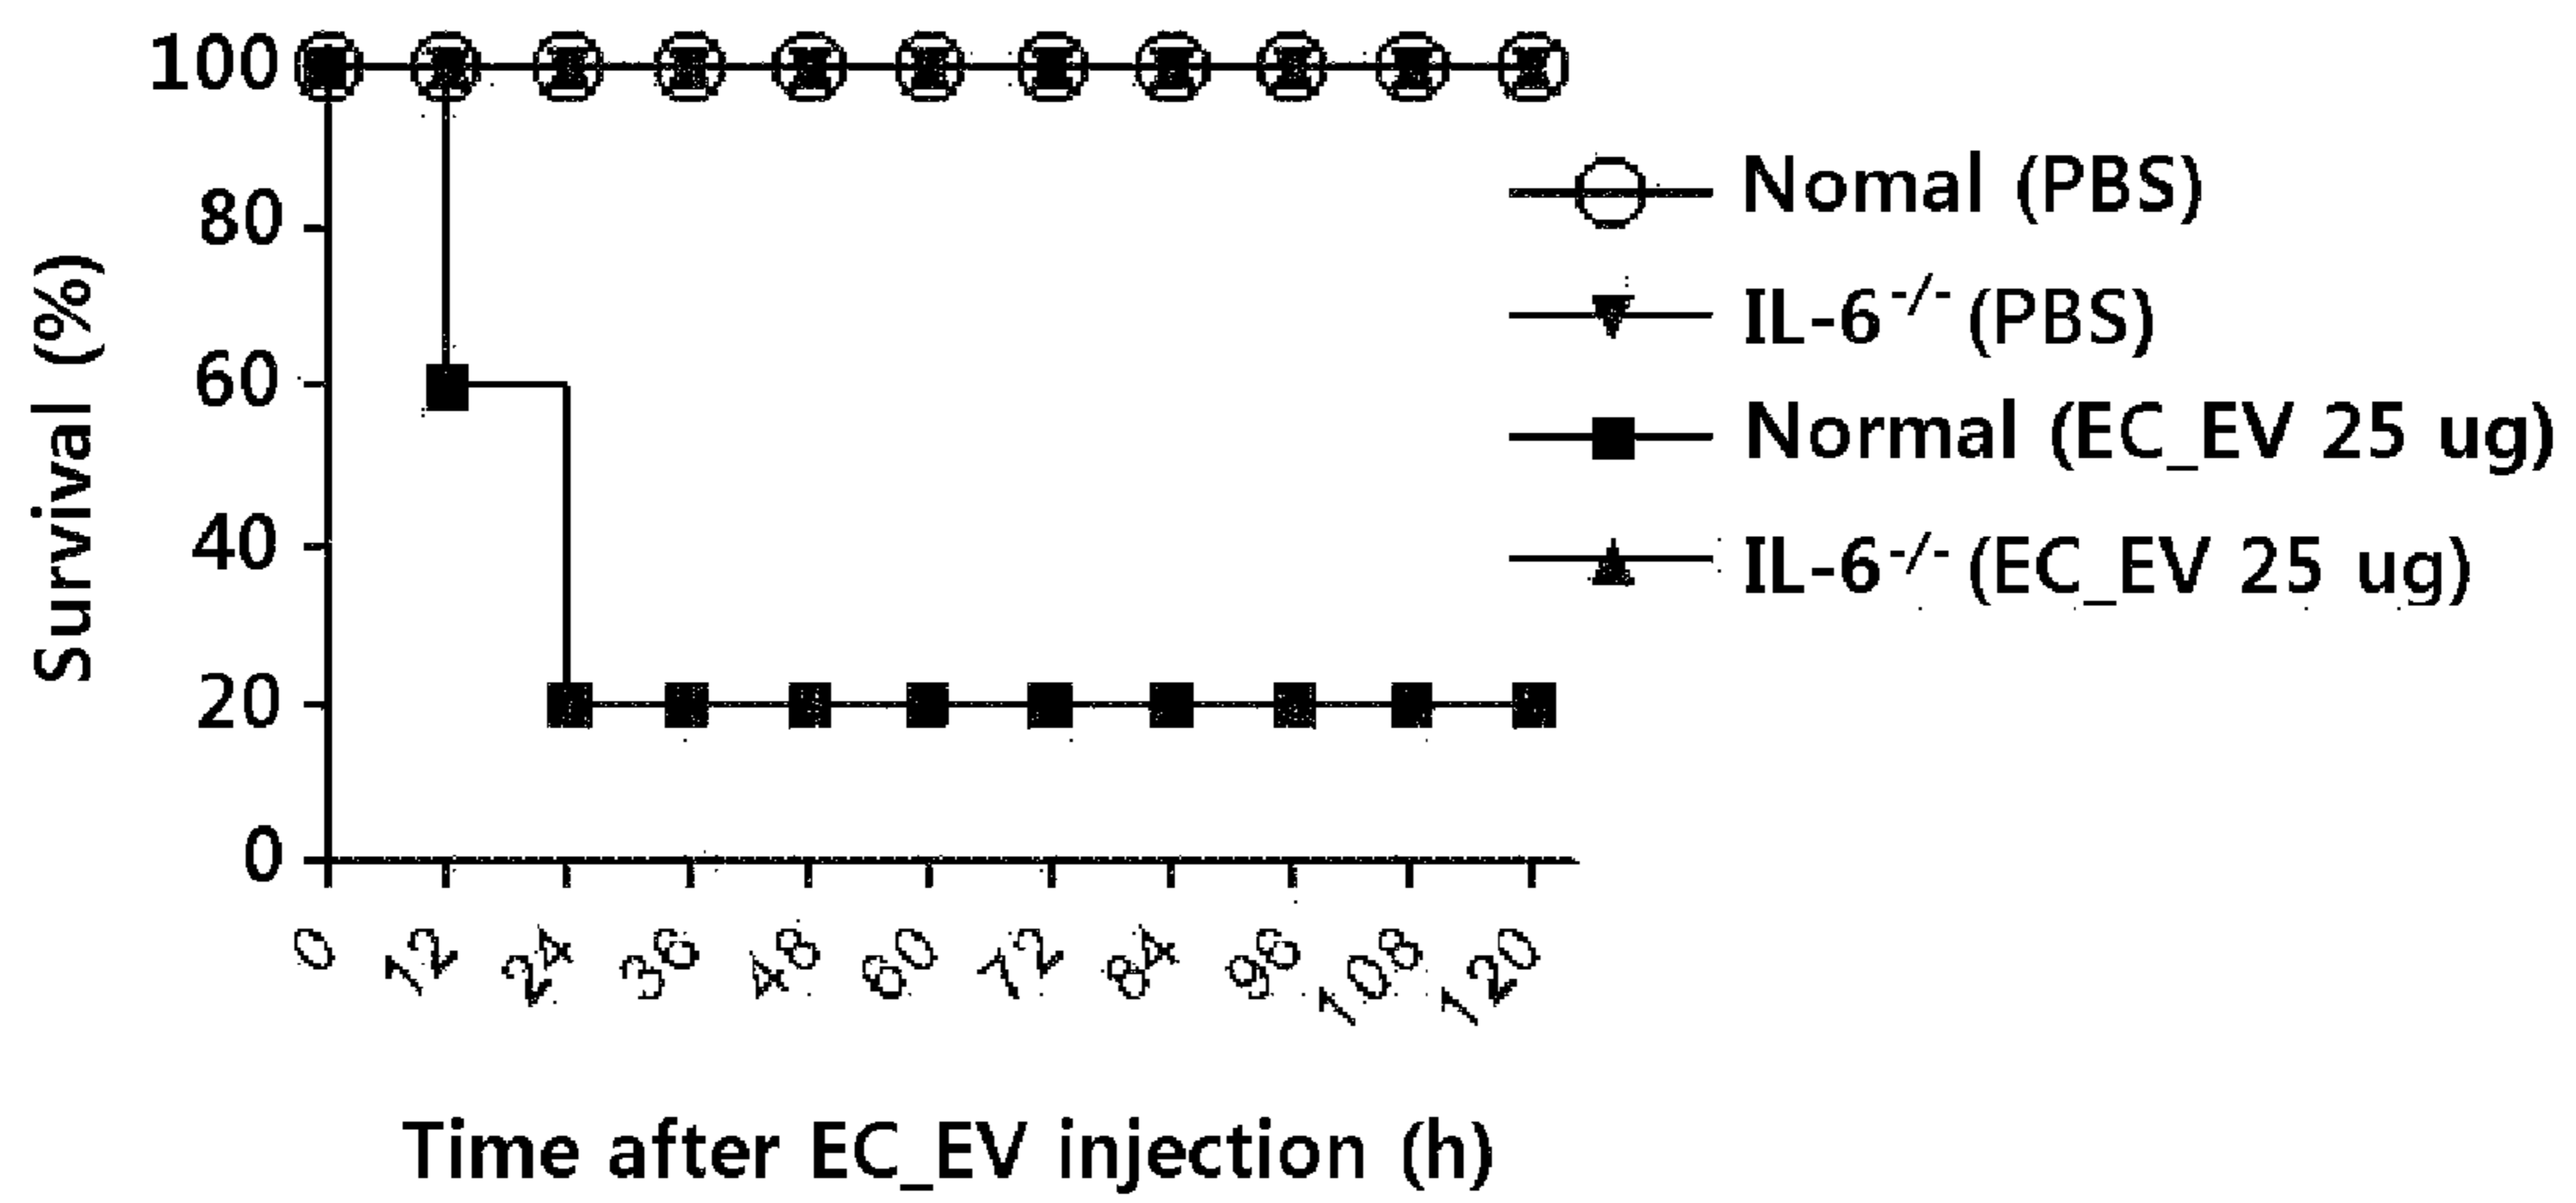 Survival (%)
100
80
60
40
20
0
0 12 24 36 48 60 72 84 96 108 120
Time after EC_EV injection (h)
Nomal (PBS)
IL-6-/- (PBS)
Normal (EC_EV 25 ug)
IL-6-/- (EC_EV 25 ug)